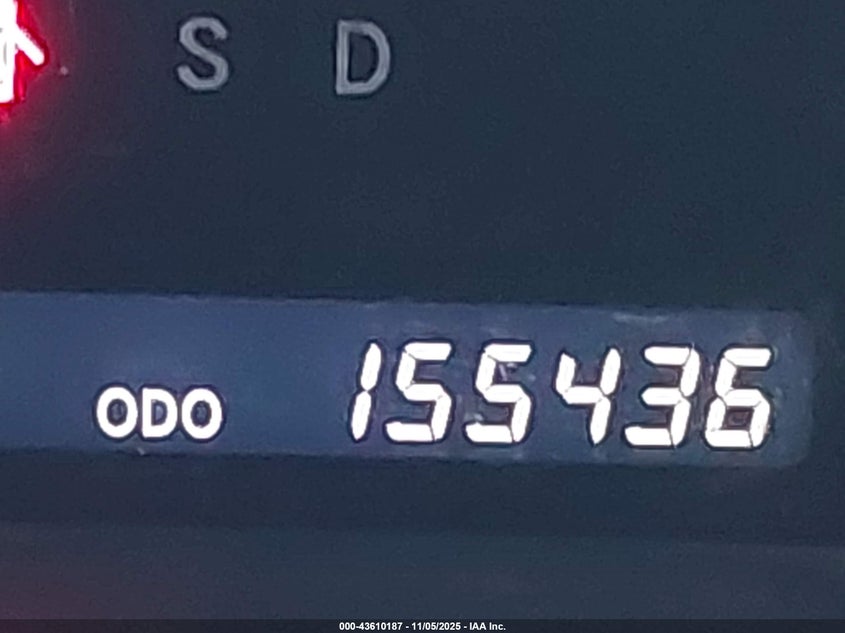 S D
ODO 155436
000-43610187 - 11/05/2025 - IAA Inc.